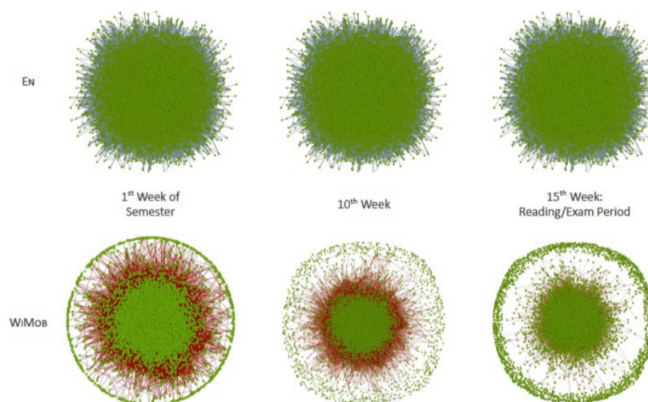 EN
1st Week of
Semester
10th Week
15th Week:
Reading/Exam Period
WIMOB